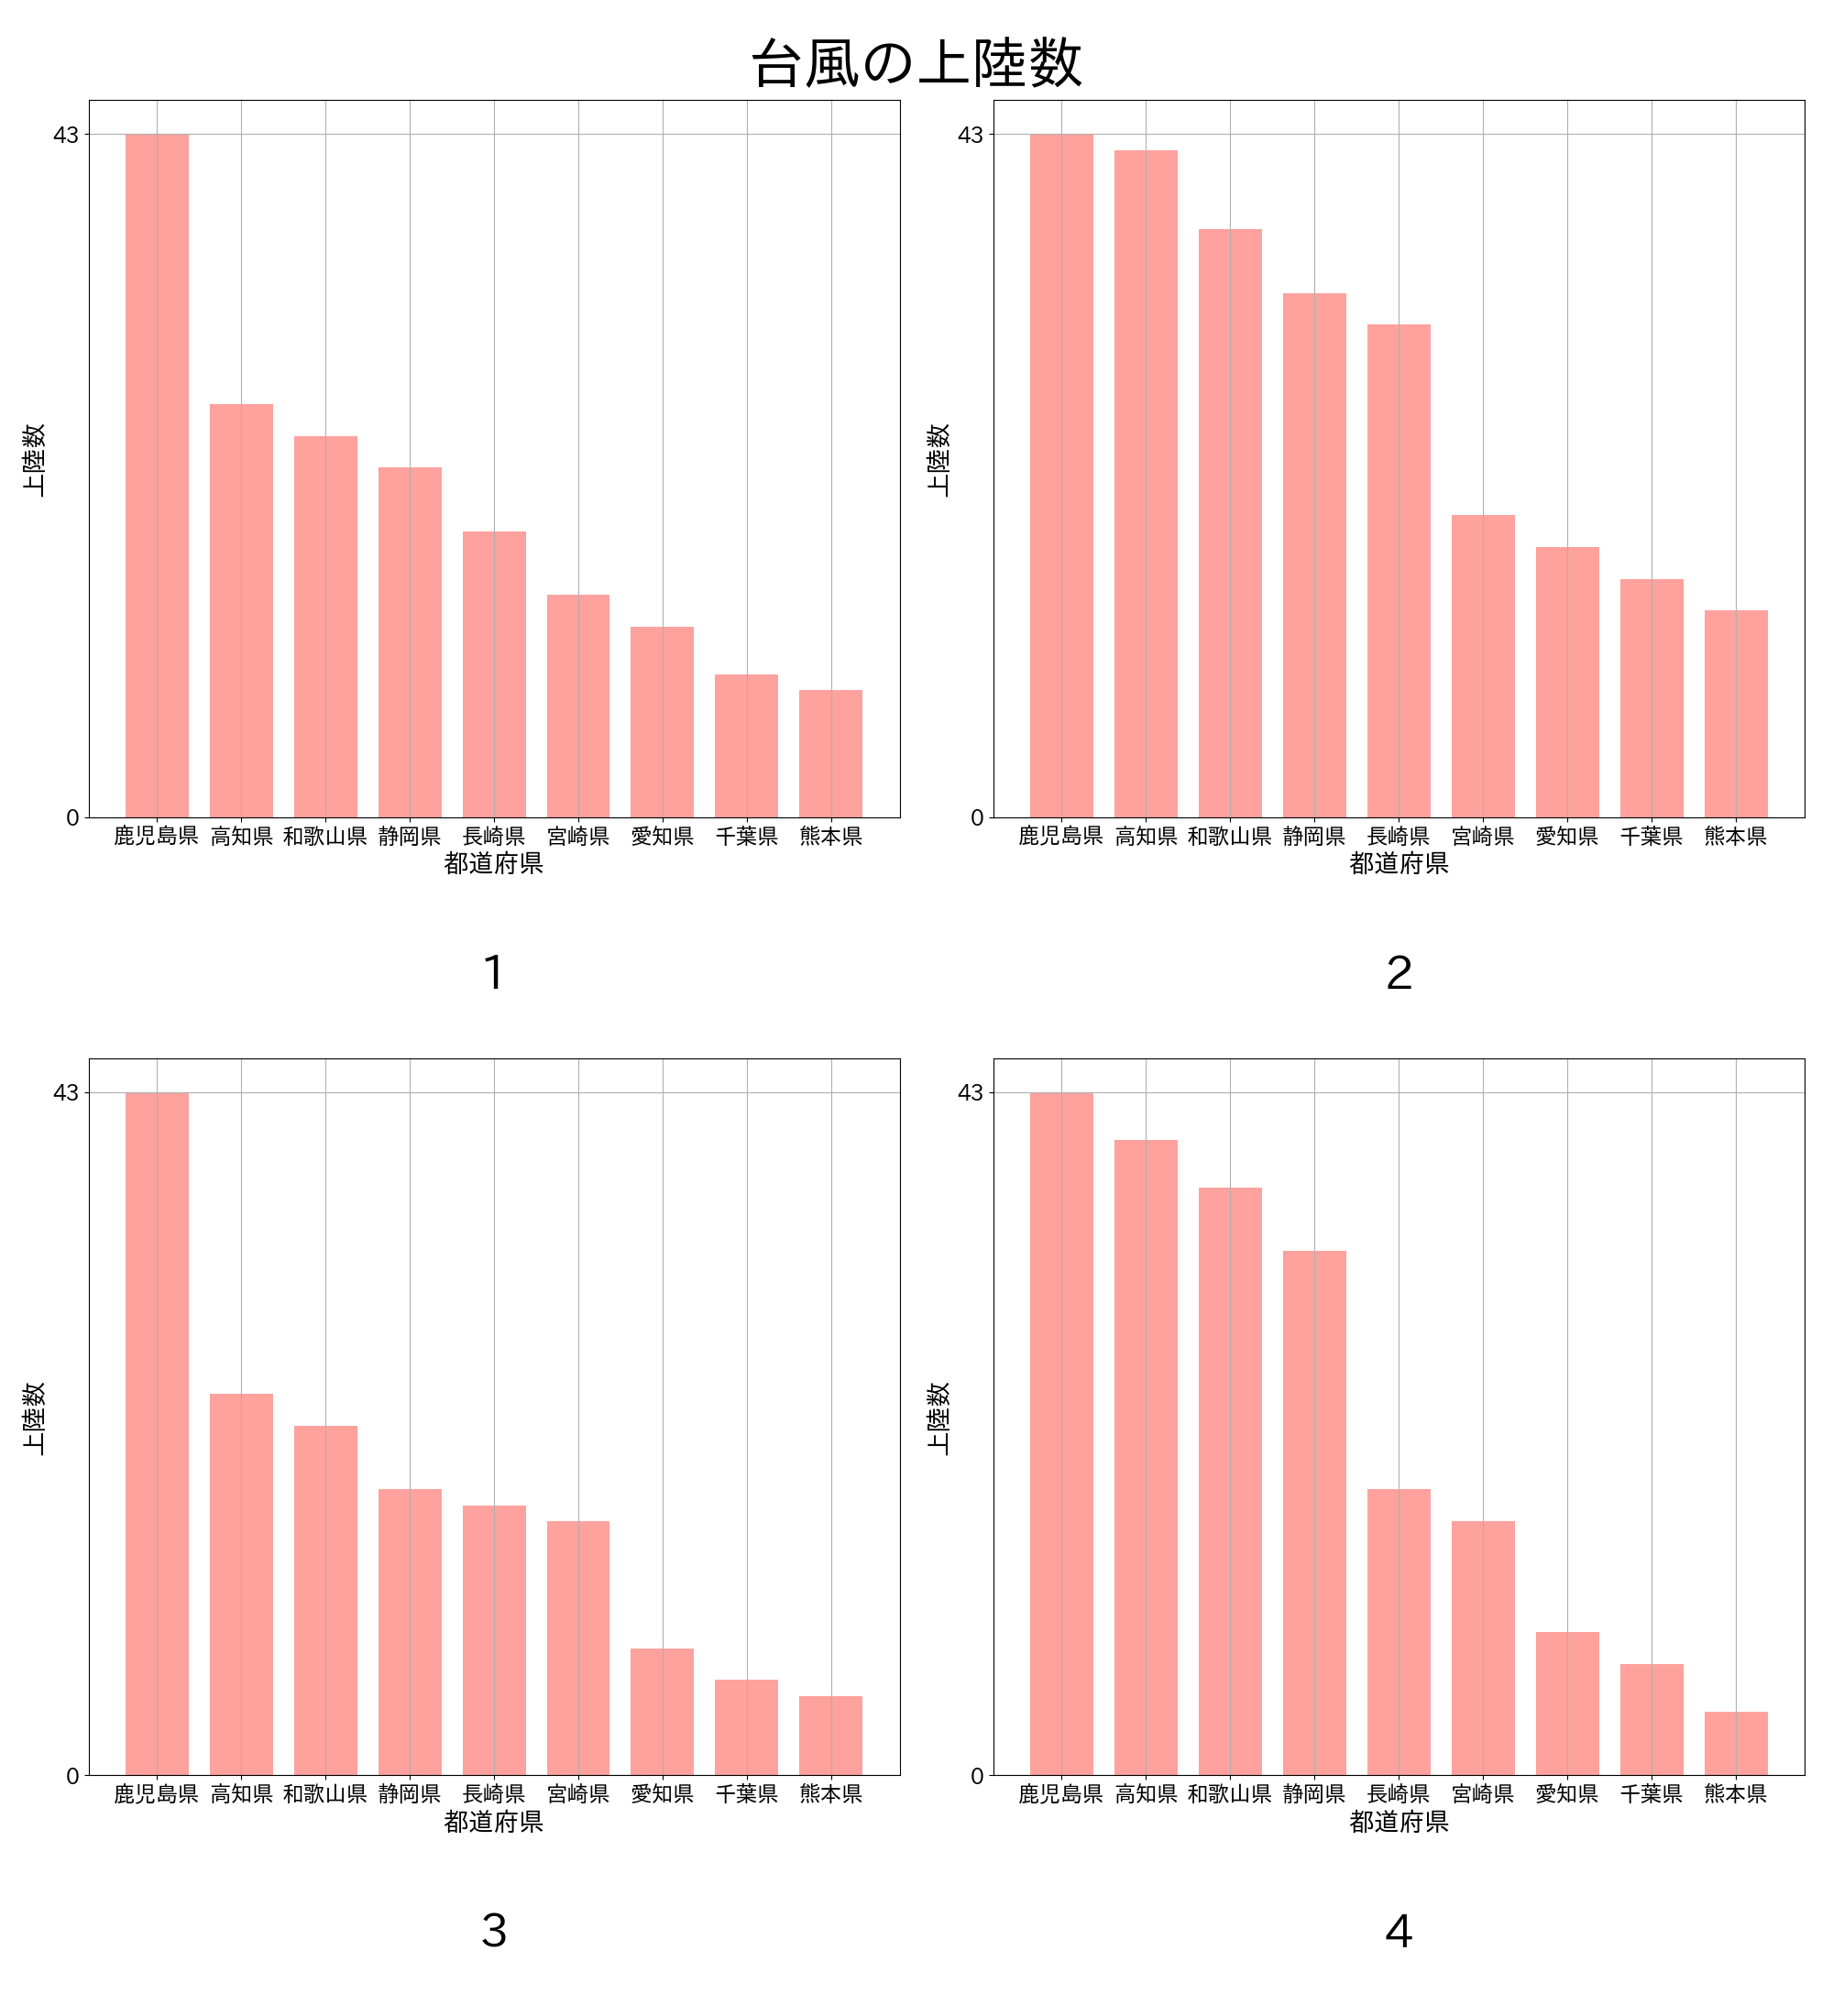 台風の上陸数
43
0
上陸数
鹿児島県 高知県 和歌山県 静岡県 長崎県 宮崎県 愛知県 千葉県 熊本県
都道府県
1
43
0
上陸数
鹿児島県 高知県 和歌山県 静岡県 長崎県 宮崎県 愛知県 千葉県 熊本県
都道府県
2
43
0
上陸数
鹿児島県 高知県 和歌山県 静岡県 長崎県 宮崎県 愛知県 千葉県 熊本県
都道府県
3
43
0
上陸数
鹿児島県 高知県 和歌山県 静岡県 長崎県 宮崎県 愛知県 千葉県 熊本県
都道府県
4